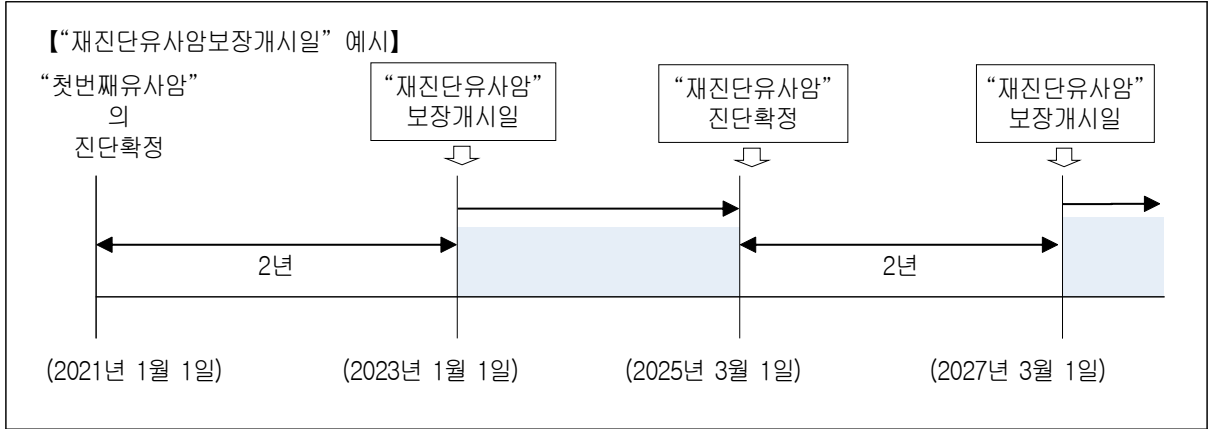 【“재진단유사암보장개시일” 예시】
“첫번째유사암”
의
진단확정
“재진단유사암”
보장개시일
“재진단유사암”
진단확정
“재진단유사암”
보장개시일
2년
2년
(2021년 1월 1일)
(2023년 1월 1일)
(2025년 3월 1일)
(2027년 3월 1일)